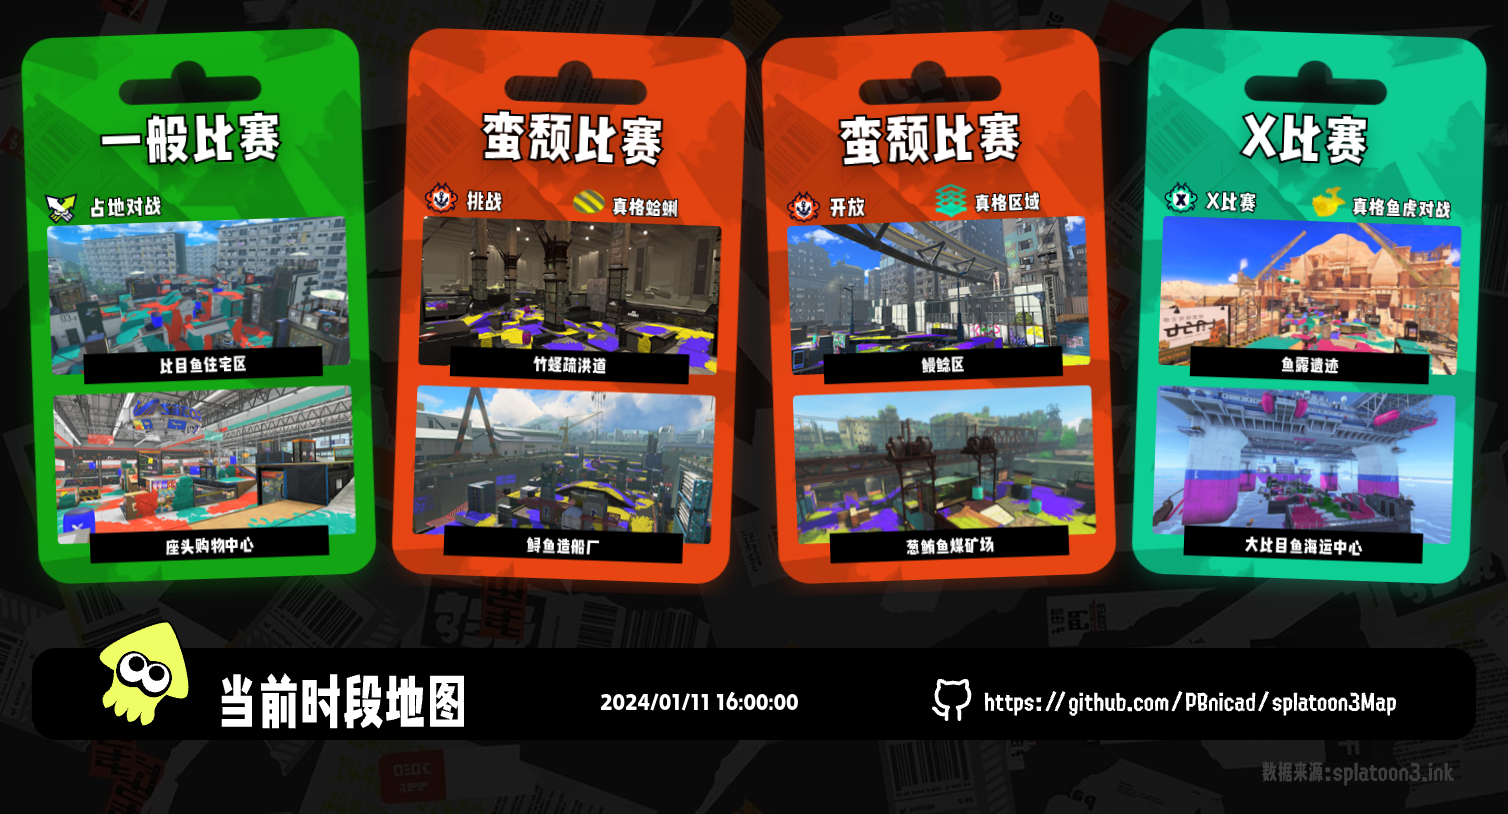 一般比赛
占地对战
比目鱼住宅区
座头购物中心
蛮颓比赛
挑战
真格蛤蜊
竹蛏疏洪道
鲟鱼造船厂
蛮颓比赛
开放
真格区域
鳗鲶区
葱鲔鱼煤矿场
X比赛
X比赛
真格鱼虎对战
鱼露遗迹
大比目鱼海运中心
当前时段地图
2024/01/11 16:00:00
https://github.com/PBnicad/splatoon3Map
数据来源:splatoon3.ink